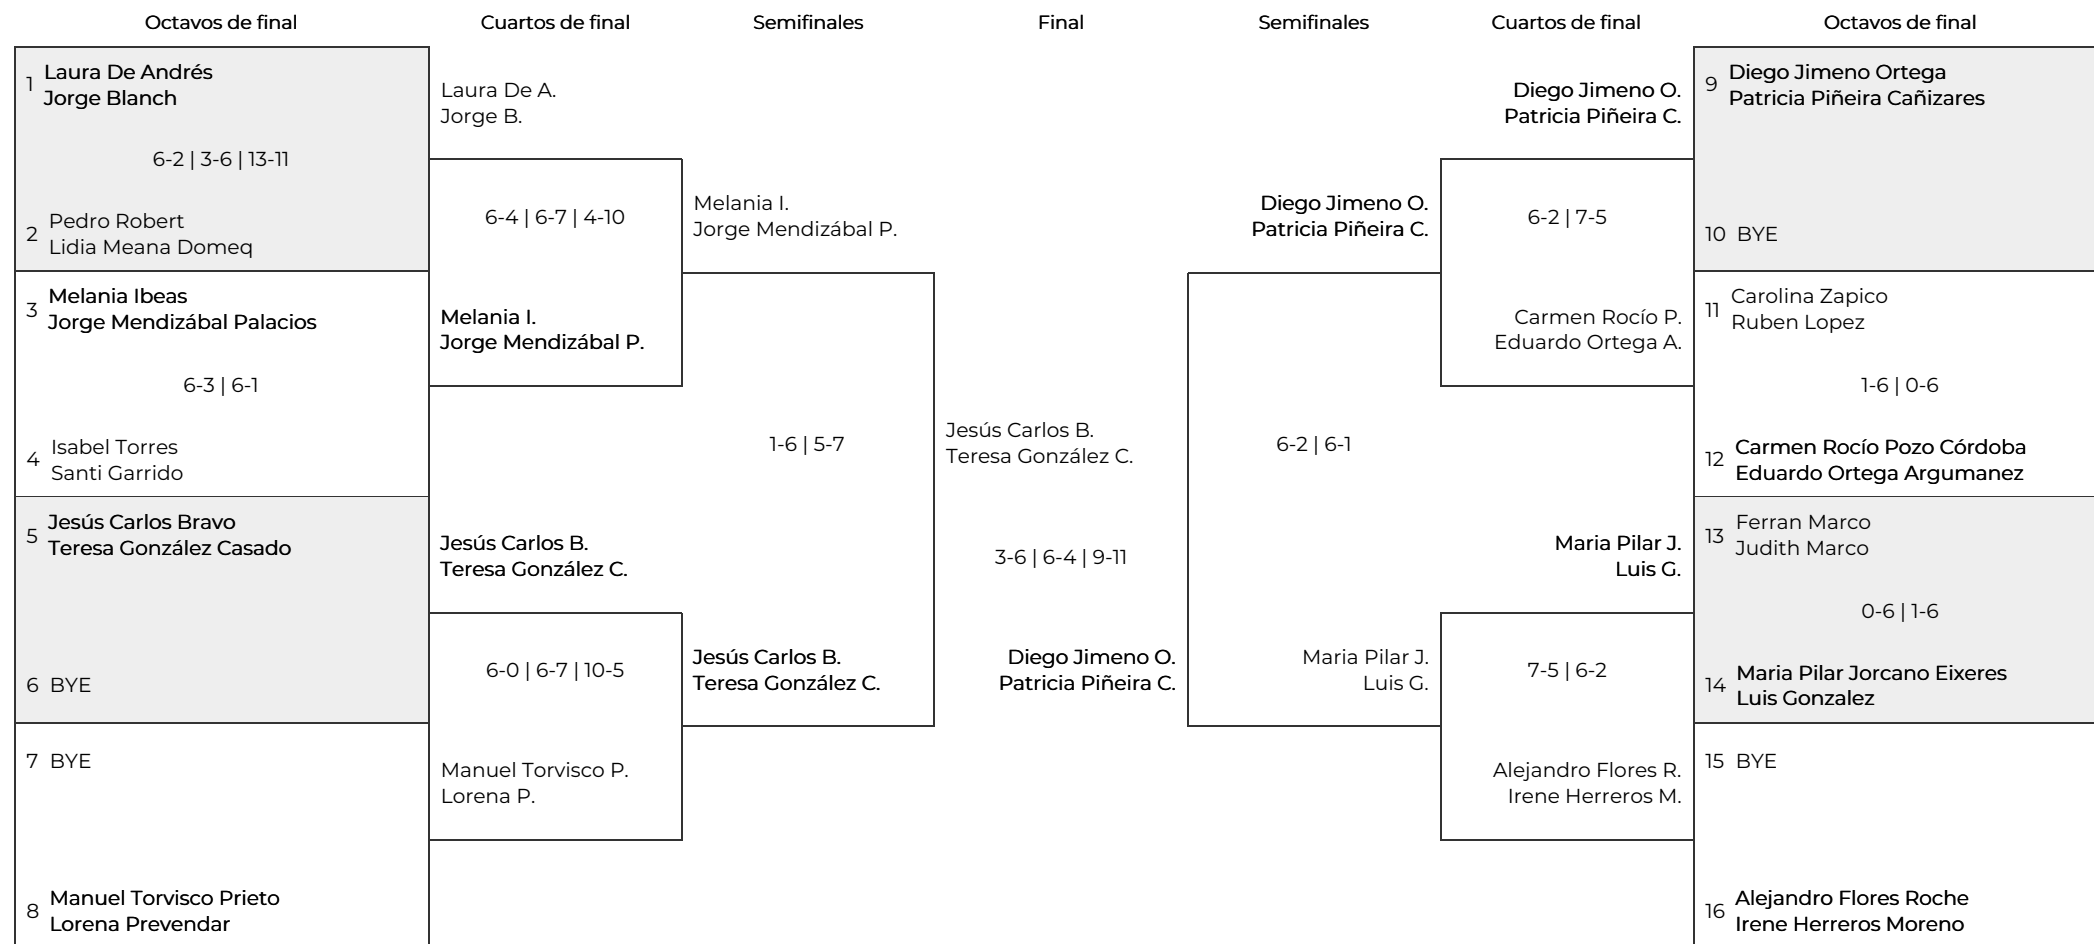 Octavos de final
Cuartos de final
Semifinales
Final
Semifinales
Cuartos de final
Octavos de final
1
Laura De Andrés
Jorge Blanch
6-2 | 3-6 | 13-11
2
Pedro Robert
Lidia Meana Domeq
3
Melania Ibeas
Jorge Mendizábal Palacios
6-3 | 6-1
4
Isabel Torres
Santi Garrido
5
Jesús Carlos Bravo
Teresa González Casado
6 BYE
7 BYE
8
Manuel Torvisco Prieto
Lorena Prevendar
Laura De A.
Jorge B.
6-4 | 6-7 | 4-10
Melania I.
Jorge Mendizábal P.
Jesús Carlos B.
Teresa González C.
6-0 | 6-7 | 10-5
Manuel Torvisco P.
Lorena P.
Melania I.
Jorge Mendizábal P.
1-6 | 5-7
Jesús Carlos B.
Teresa González C.
Jesús Carlos B.
Teresa González C.
3-6 | 6-4 | 9-11
Diego Jimeno O.
Patricia Piñeira C.
Diego Jimeno O.
Patricia Piñeira C.
6-2 | 6-1
Maria Pilar J.
Luis G.
Diego Jimeno O.
Patricia Piñeira C.
6-2 | 7-5
Carmen Rocío P.
Eduardo Ortega A.
Maria Pilar J.
Luis G.
7-5 | 6-2
Alejandro Flores R.
Irene Herreros M.
9
Diego Jimeno Ortega
Patricia Piñeira Cañizares
10 BYE
11
Carolina Zapico
Ruben Lopez
1-6 | 0-6
12
Carmen Rocío Pozo Córdoba
Eduardo Ortega Argumanez
13
Ferran Marco
Judith Marco
0-6 | 1-6
14
Maria Pilar Jorcano Eixeres
Luis Gonzalez
15 BYE
16
Alejandro Flores Roche
Irene Herreros Moreno